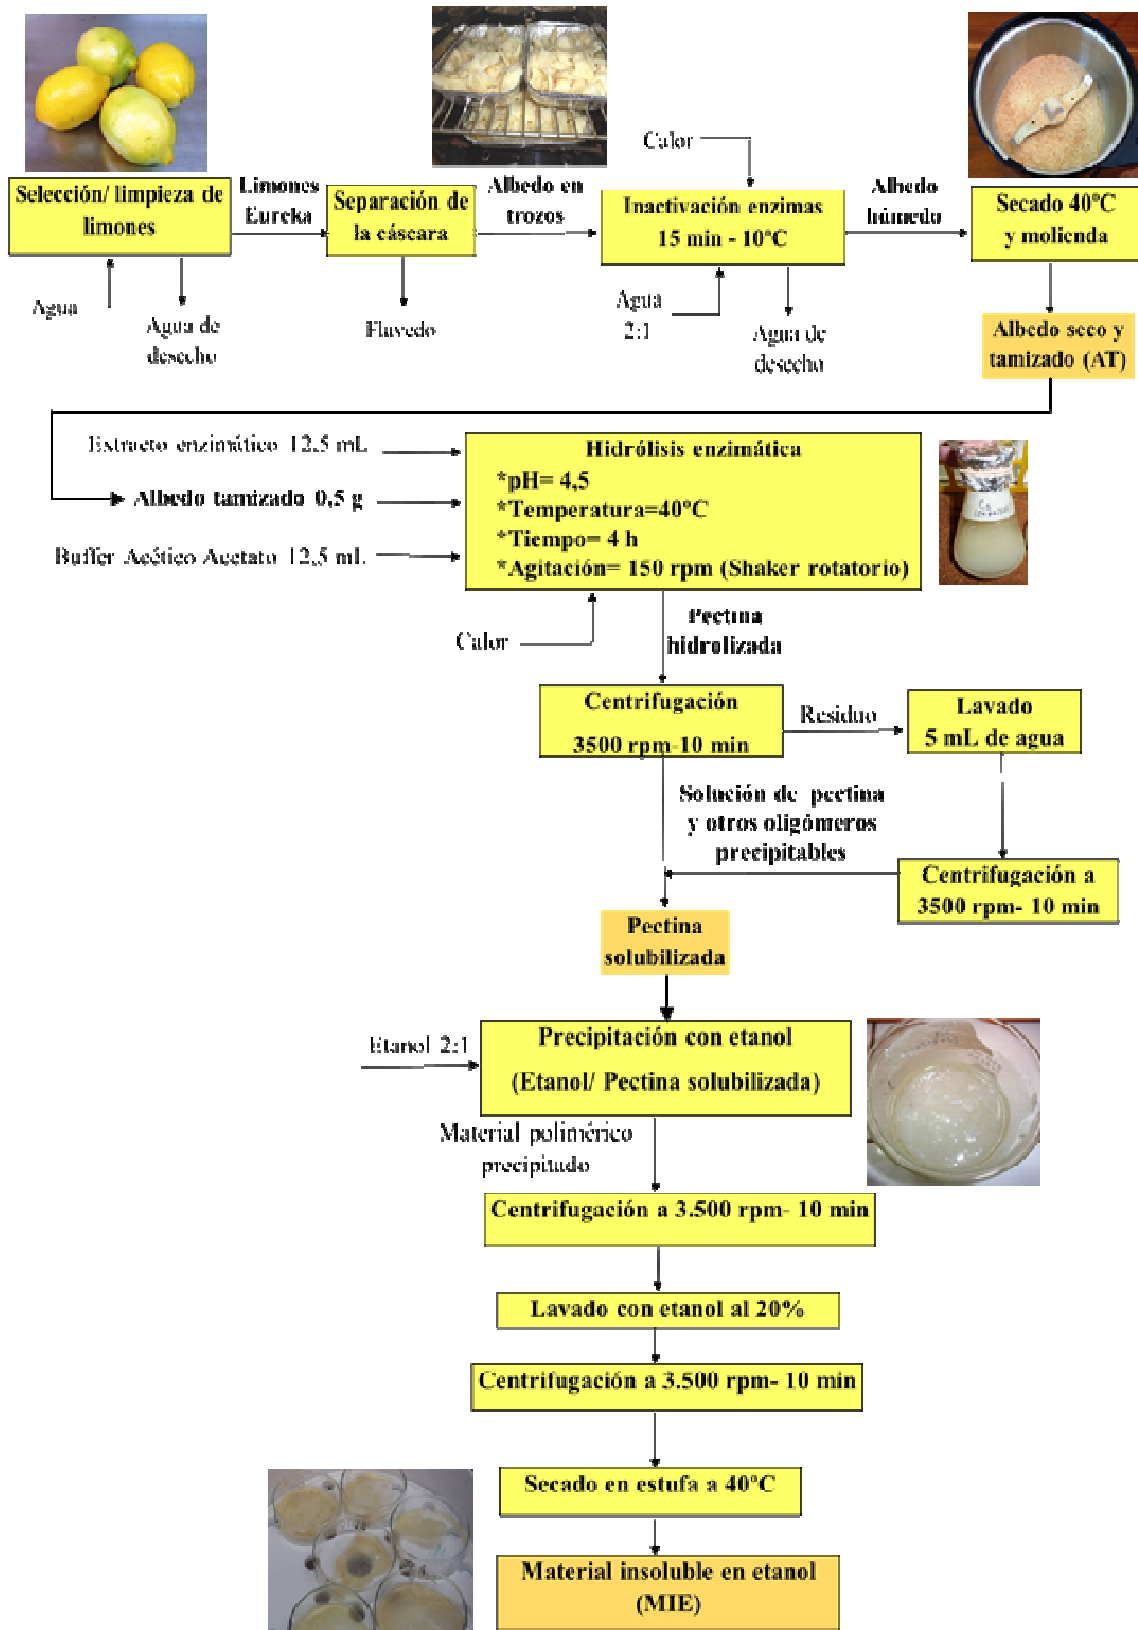 Selección/ limpieza de
limones
Limones
Eureka
Separación de
la cáscara
Albedo en
trozos
Calor
Inactivación enzimas
15 min - 10ºC
Albedo
húmedo
Secado 40ºC
y molienda
Agua
Agua de
desecho
Flavedo
Agua
2:1
Agua de
desecho
Albedo seco y
tamizado (AT)
Extracto enzimático 12.5 mL
Albedo tamizado 0,5 g
Buffer Acético Acetato 12,5 mL
Hidrólisis enzimática
*pH= 4,5
*Temperatura=40ºC
*Tiempo= 4 h
*Agitación= 150 rpm (Shaker rotatorio)
Calor
Pectina
hidrolizada
Centrifugación
3500 rpm-10 min
Residuo
Lavado
5 mL de agua
Solución de pectina
y otros oligómeros
precipitables
Centrifugación a
3500 rpm- 10 min
Pectina
solubilizada
Etanol 2:1
Precipitación con etanol
(Etanol/ Pectina solubilizada)
Material polimérico
precipitado
Centrifugación a 3.500 rpm- 10 min
Lavado con etanol al 20%
Centrifugación a 3.500 rpm- 10 min
Secado en estufa a 40ºC
Material insoluble en etanol
(MIE)